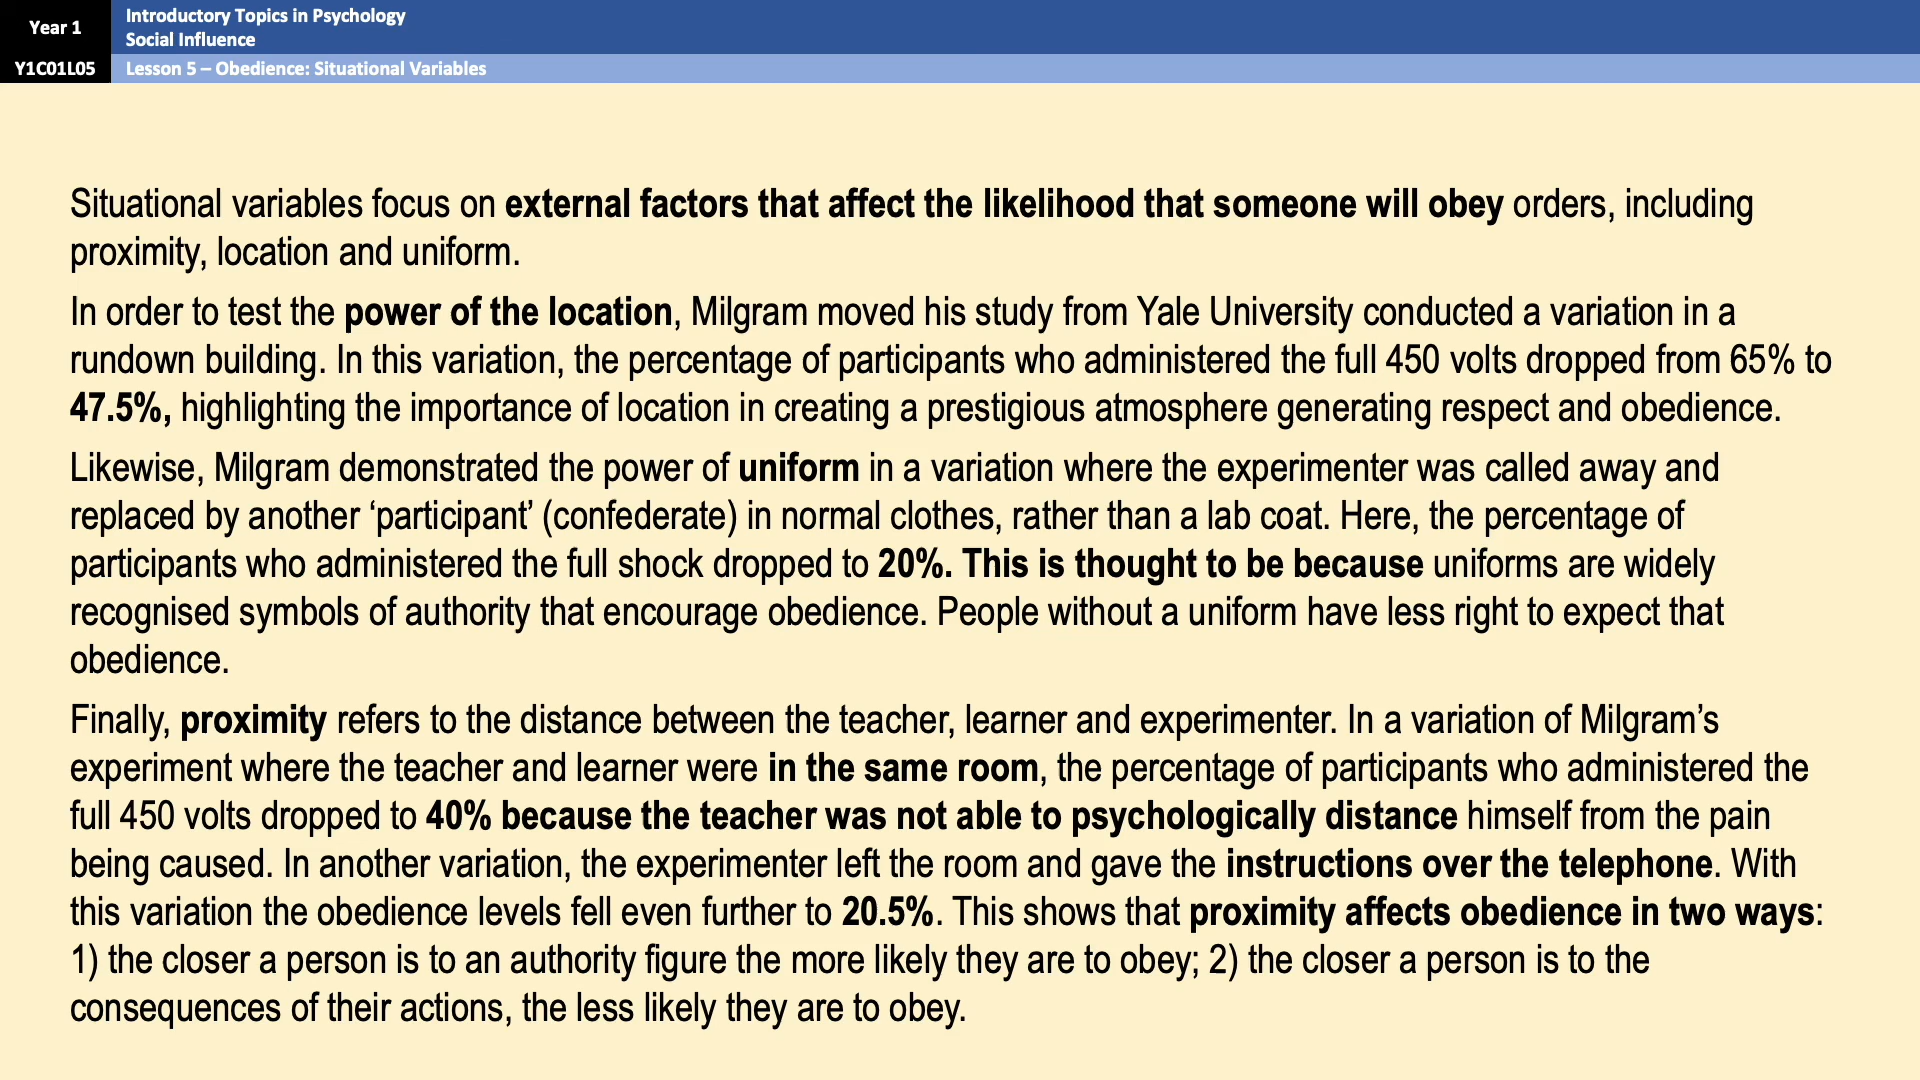 Year 1
Introductory Topics in Psychology
Social Influence
Y1C01L05
Lesson 5 – Obedience: Situational Variables
Situational variables focus on external factors that affect the likelihood that someone will obey orders, including
proximity, location and uniform.
In order to test the power of the location, Milgram moved his study from Yale University conducted a variation in a
rundown building. In this variation, the percentage of participants who administered the full 450 volts dropped from 65% to
47.5%, highlighting the importance of location in creating a prestigious atmosphere generating respect and obedience.
Likewise, Milgram demonstrated the power of uniform in a variation where the experimenter was called away and
replaced by another ‘participant’ (confederate) in normal clothes, rather than a lab coat. Here, the percentage of
participants who administered the full shock dropped to 20%. This is thought to be because uniforms are widely
recognised symbols of authority that encourage obedience. People without a uniform have less right to expect that
obedience.
Finally, proximity refers to the distance between the teacher, learner and experimenter. In a variation of Milgram’s
experiment where the teacher and learner were in the same room, the percentage of participants who administered the
full 450 volts dropped to 40% because the teacher was not able to psychologically distance himself from the pain
being caused. In another variation, the experimenter left the room and gave the instructions over the telephone. With
this variation the obedience levels fell even further to 20.5%. This shows that proximity affects obedience in two ways:
1) the closer a person is to an authority figure the more likely they are to obey; 2) the closer a person is to the
consequences of their actions, the less likely they are to obey.